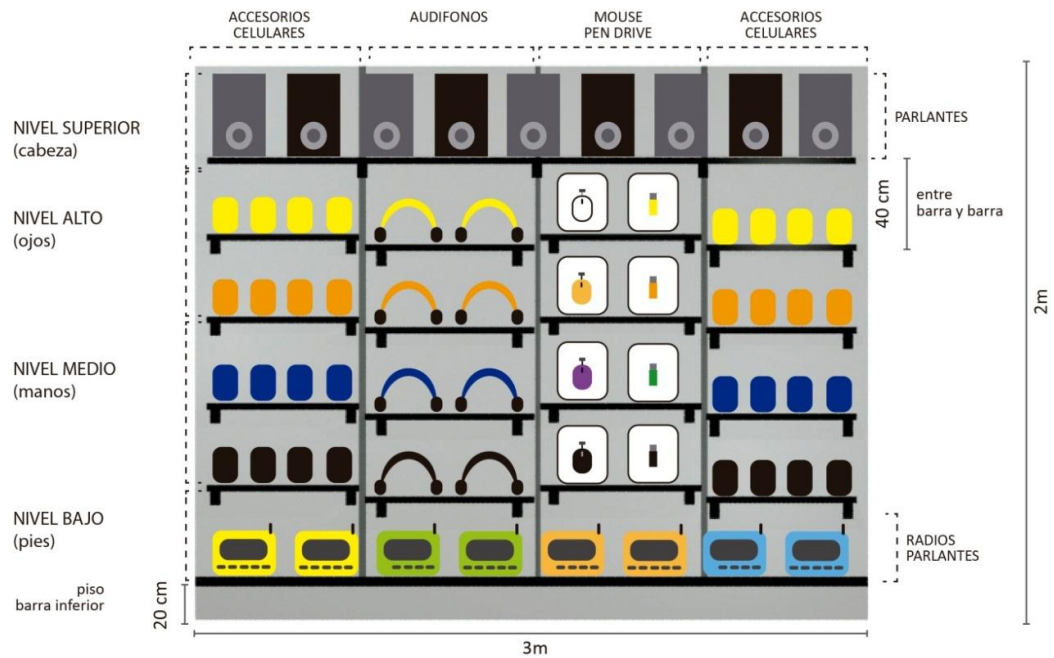 ACCESORIOS
CELULARES
AUDIFONOS
MOUSE
PEN DRIVE
ACCESORIOS
CELULARES
NIVEL SUPERIOR
(cabeza)
PARLANTES
NIVEL ALTO
(ojos)
40 cm
entre
barra y barra
2m
NIVEL MEDIO
(manos)
NIVEL BAJO
(pies)
RADIOS
PARLANTES
piso
barra inferior
20 cm
3m